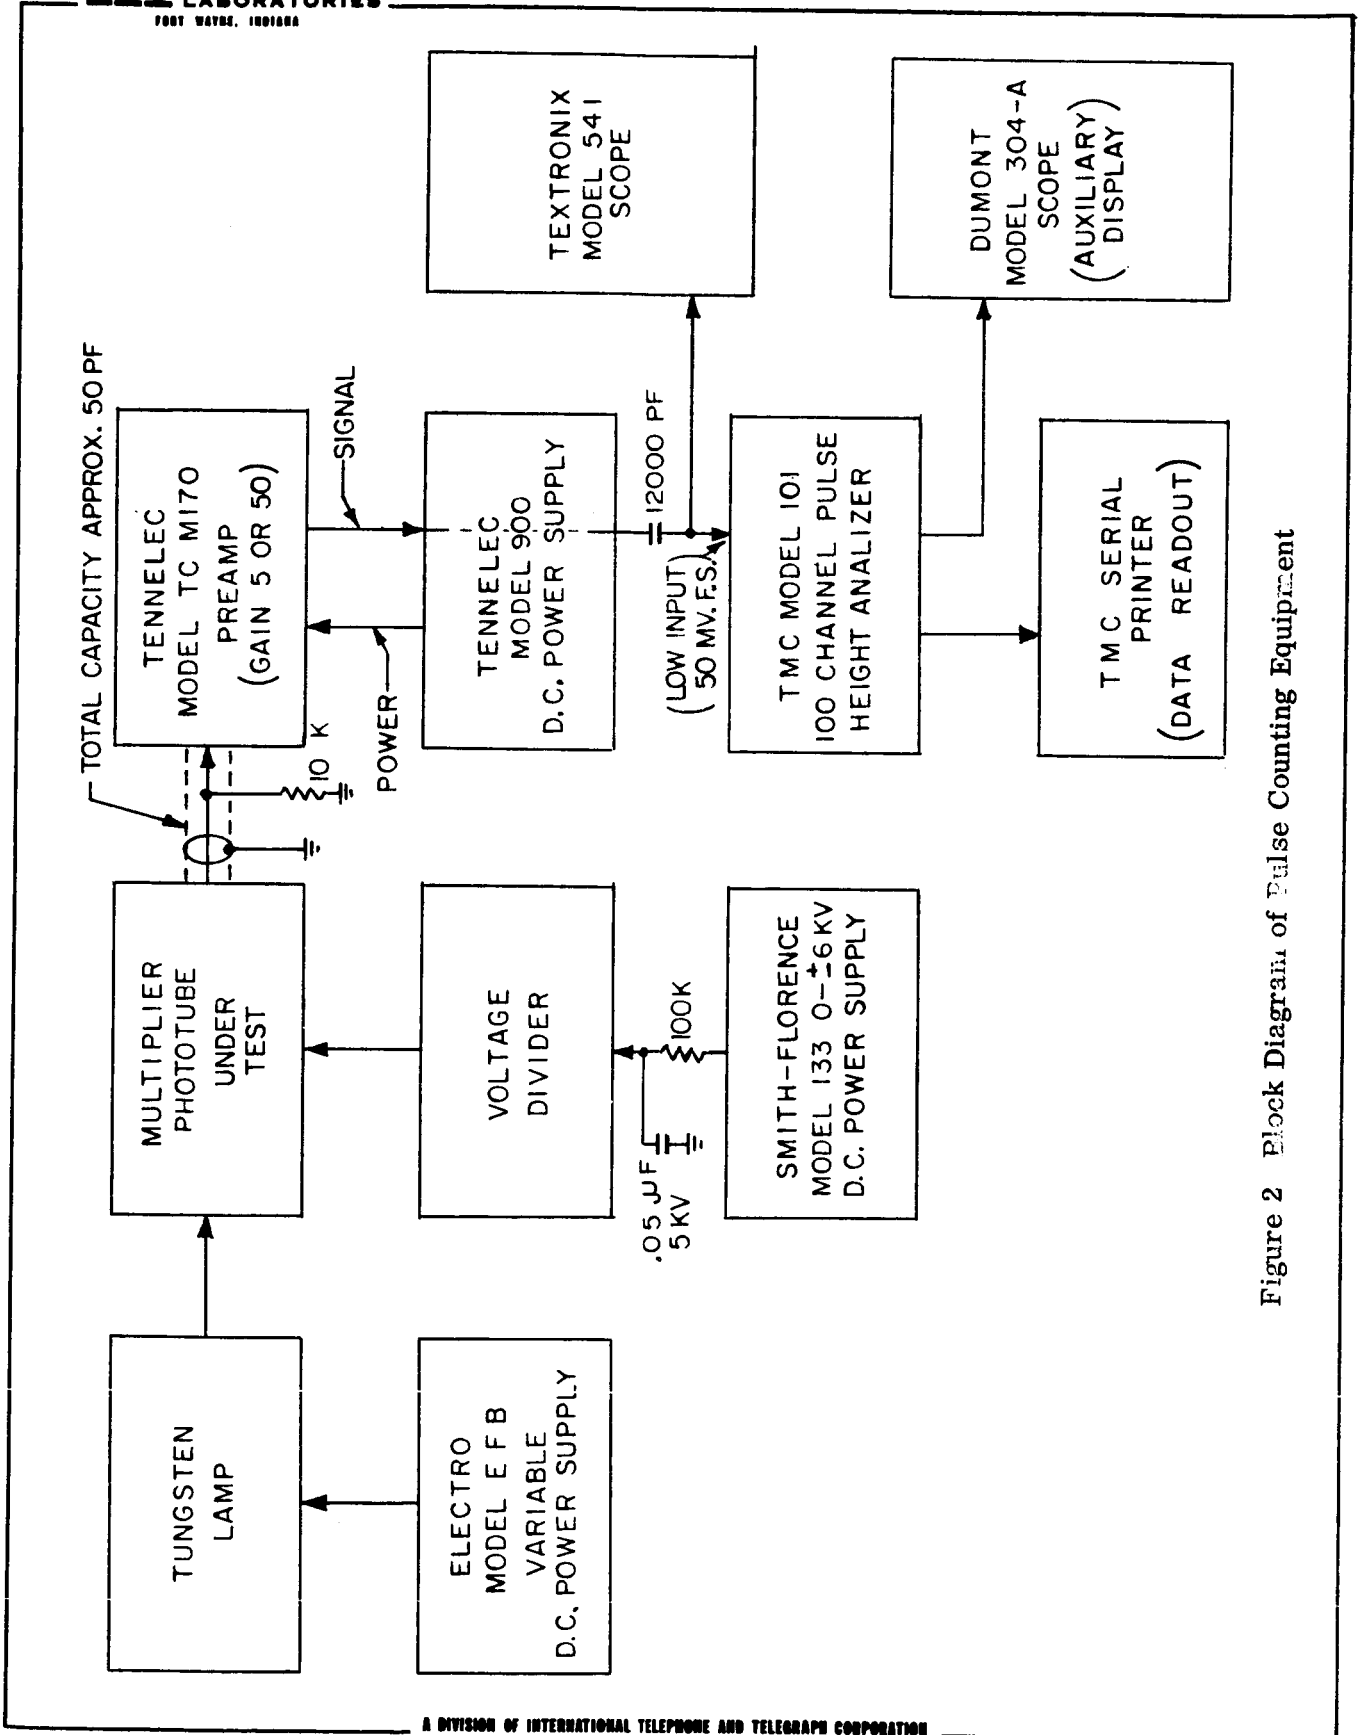 LABORATORIES
FORT WAYNE, INDIANA
TUNGSTEN
LAMP
ELECTRO
MODEL E F B
VARIABLE
D.C. POWER SUPPLY
MULTIPLIER
PHOTOTUBE
UNDER
TEST
VOLTAGE
DIVIDER
.05 µF
5 KV
100K
SMITH-FLORENCE
MODEL 133 0-±6KV
D.C. POWER SUPPLY
TOTAL CAPACITY APPROX. 50 PF
10 K
TENNELEC
MODEL TC M170
PREAMP
(GAIN 5 OR 50)
POWER
SIGNAL
TENNELEC
MODEL 900
D.C. POWER SUPPLY
12000 PF
(LOW INPUT)
50 MV. F.S.
TMC MODEL 101
100 CHANNEL PULSE
HEIGHT ANALIZER
TMC SERIAL
PRINTER
(DATA READOUT)
TEXTRONIX
MODEL 541
SCOPE
DUMONT
MODEL 304-A
SCOPE
(AUXILIARY)
DISPLAY
Figure 2 Block Diagram of Pulse Counting Equipment
A DIVISION OF INTERNATIONAL TELEPHONE AND TELEGRAPH CORPORATION